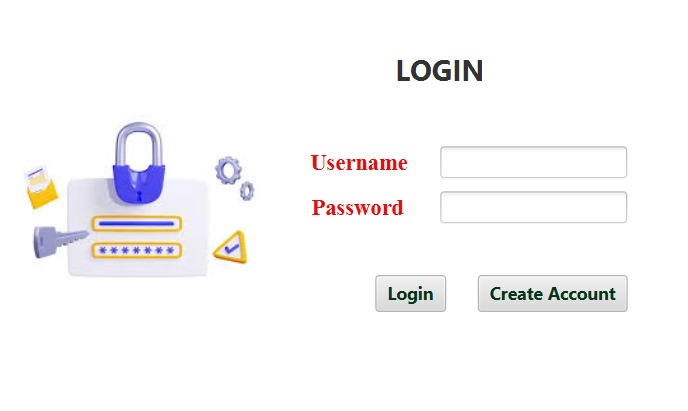 LOGIN
Username
Password
*******
Login
Create Account